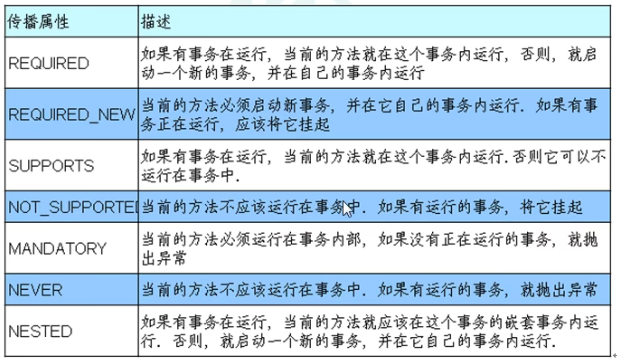 传播属性 描述
REQUIRED
如果有事务在运行，当前的方法就在这个事务内运行，否则，就启
动一个新的事务，并在自己的事务内运行
REQUIRED_NEW
当前的方法必须启动新事务，并在它自己的事务内运行．如果有事
务正在运行，应该将它挂起
SUPPORTS
如果有事务在运行，当前的方法就在这个事务内运行．否则它可以不
运行在事务中．
NOT_SUPPORTED 当前的方法不应该运行在事务中．如果有运行的事务，将它挂起
MANDATORY
当前的方法必须运行在事务内部，如果没有正在运行的事务，就抛
出异常
NEVER 当前的方法不应该运行在事务中．如果有运行的事务，就抛出异常
NESTED
如果有事务在运行，当前的方法就应该在这个事务的嵌套事务内运
行．否则，就启动一个新的事务，并在它自己的事务内运行．